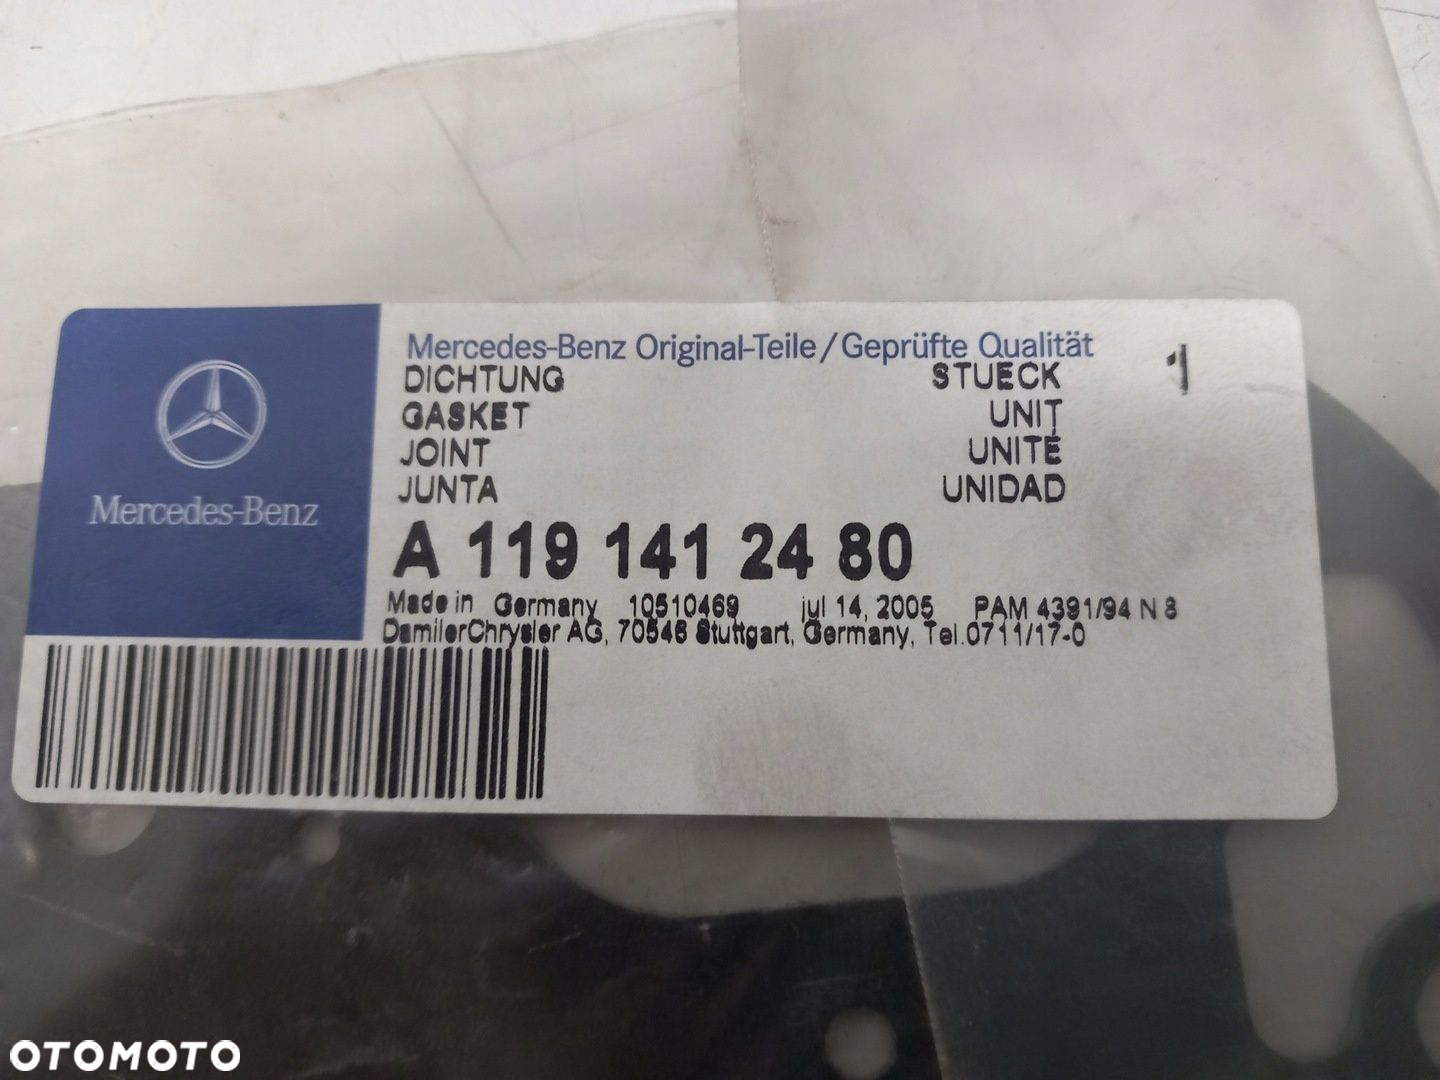 Mercedes-Benz Original-Teile/Geprüfte Qualität
DICHTUNG STUECK 1
GASKET UNIT
JOINT UNITÉ
JUNTA UNIDAD
Mercedes-Benz
A 119 141 24 80
Made in Germany 10510469 jul 14, 2005 PAM 4391/94 N 8
DamilerChrysler AG, 70546 Stuttgart, Germany, Tel.0711/17-0
OTOMOTO